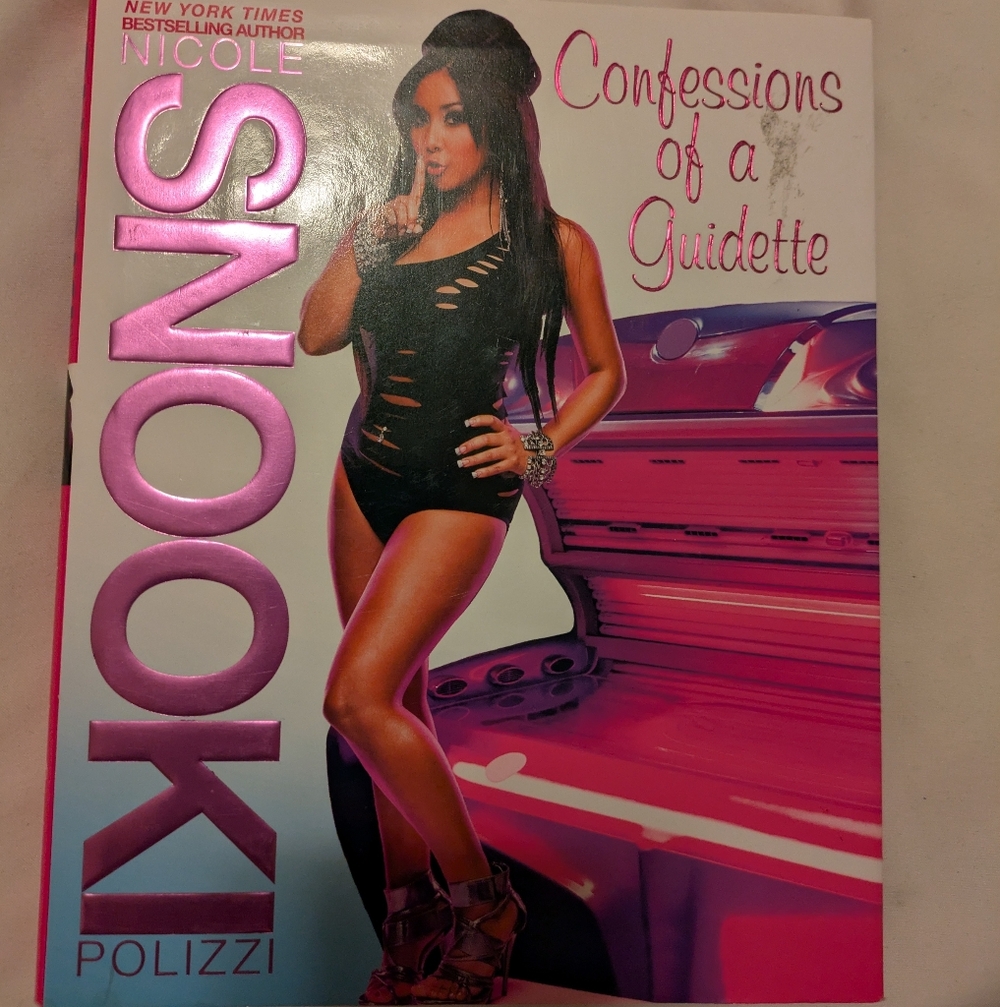 NEW YORK TIMES
BESTSELLING AUTHOR
NICOLE
SNOOKI
POLIZZI
Confessions
of a
Guidette